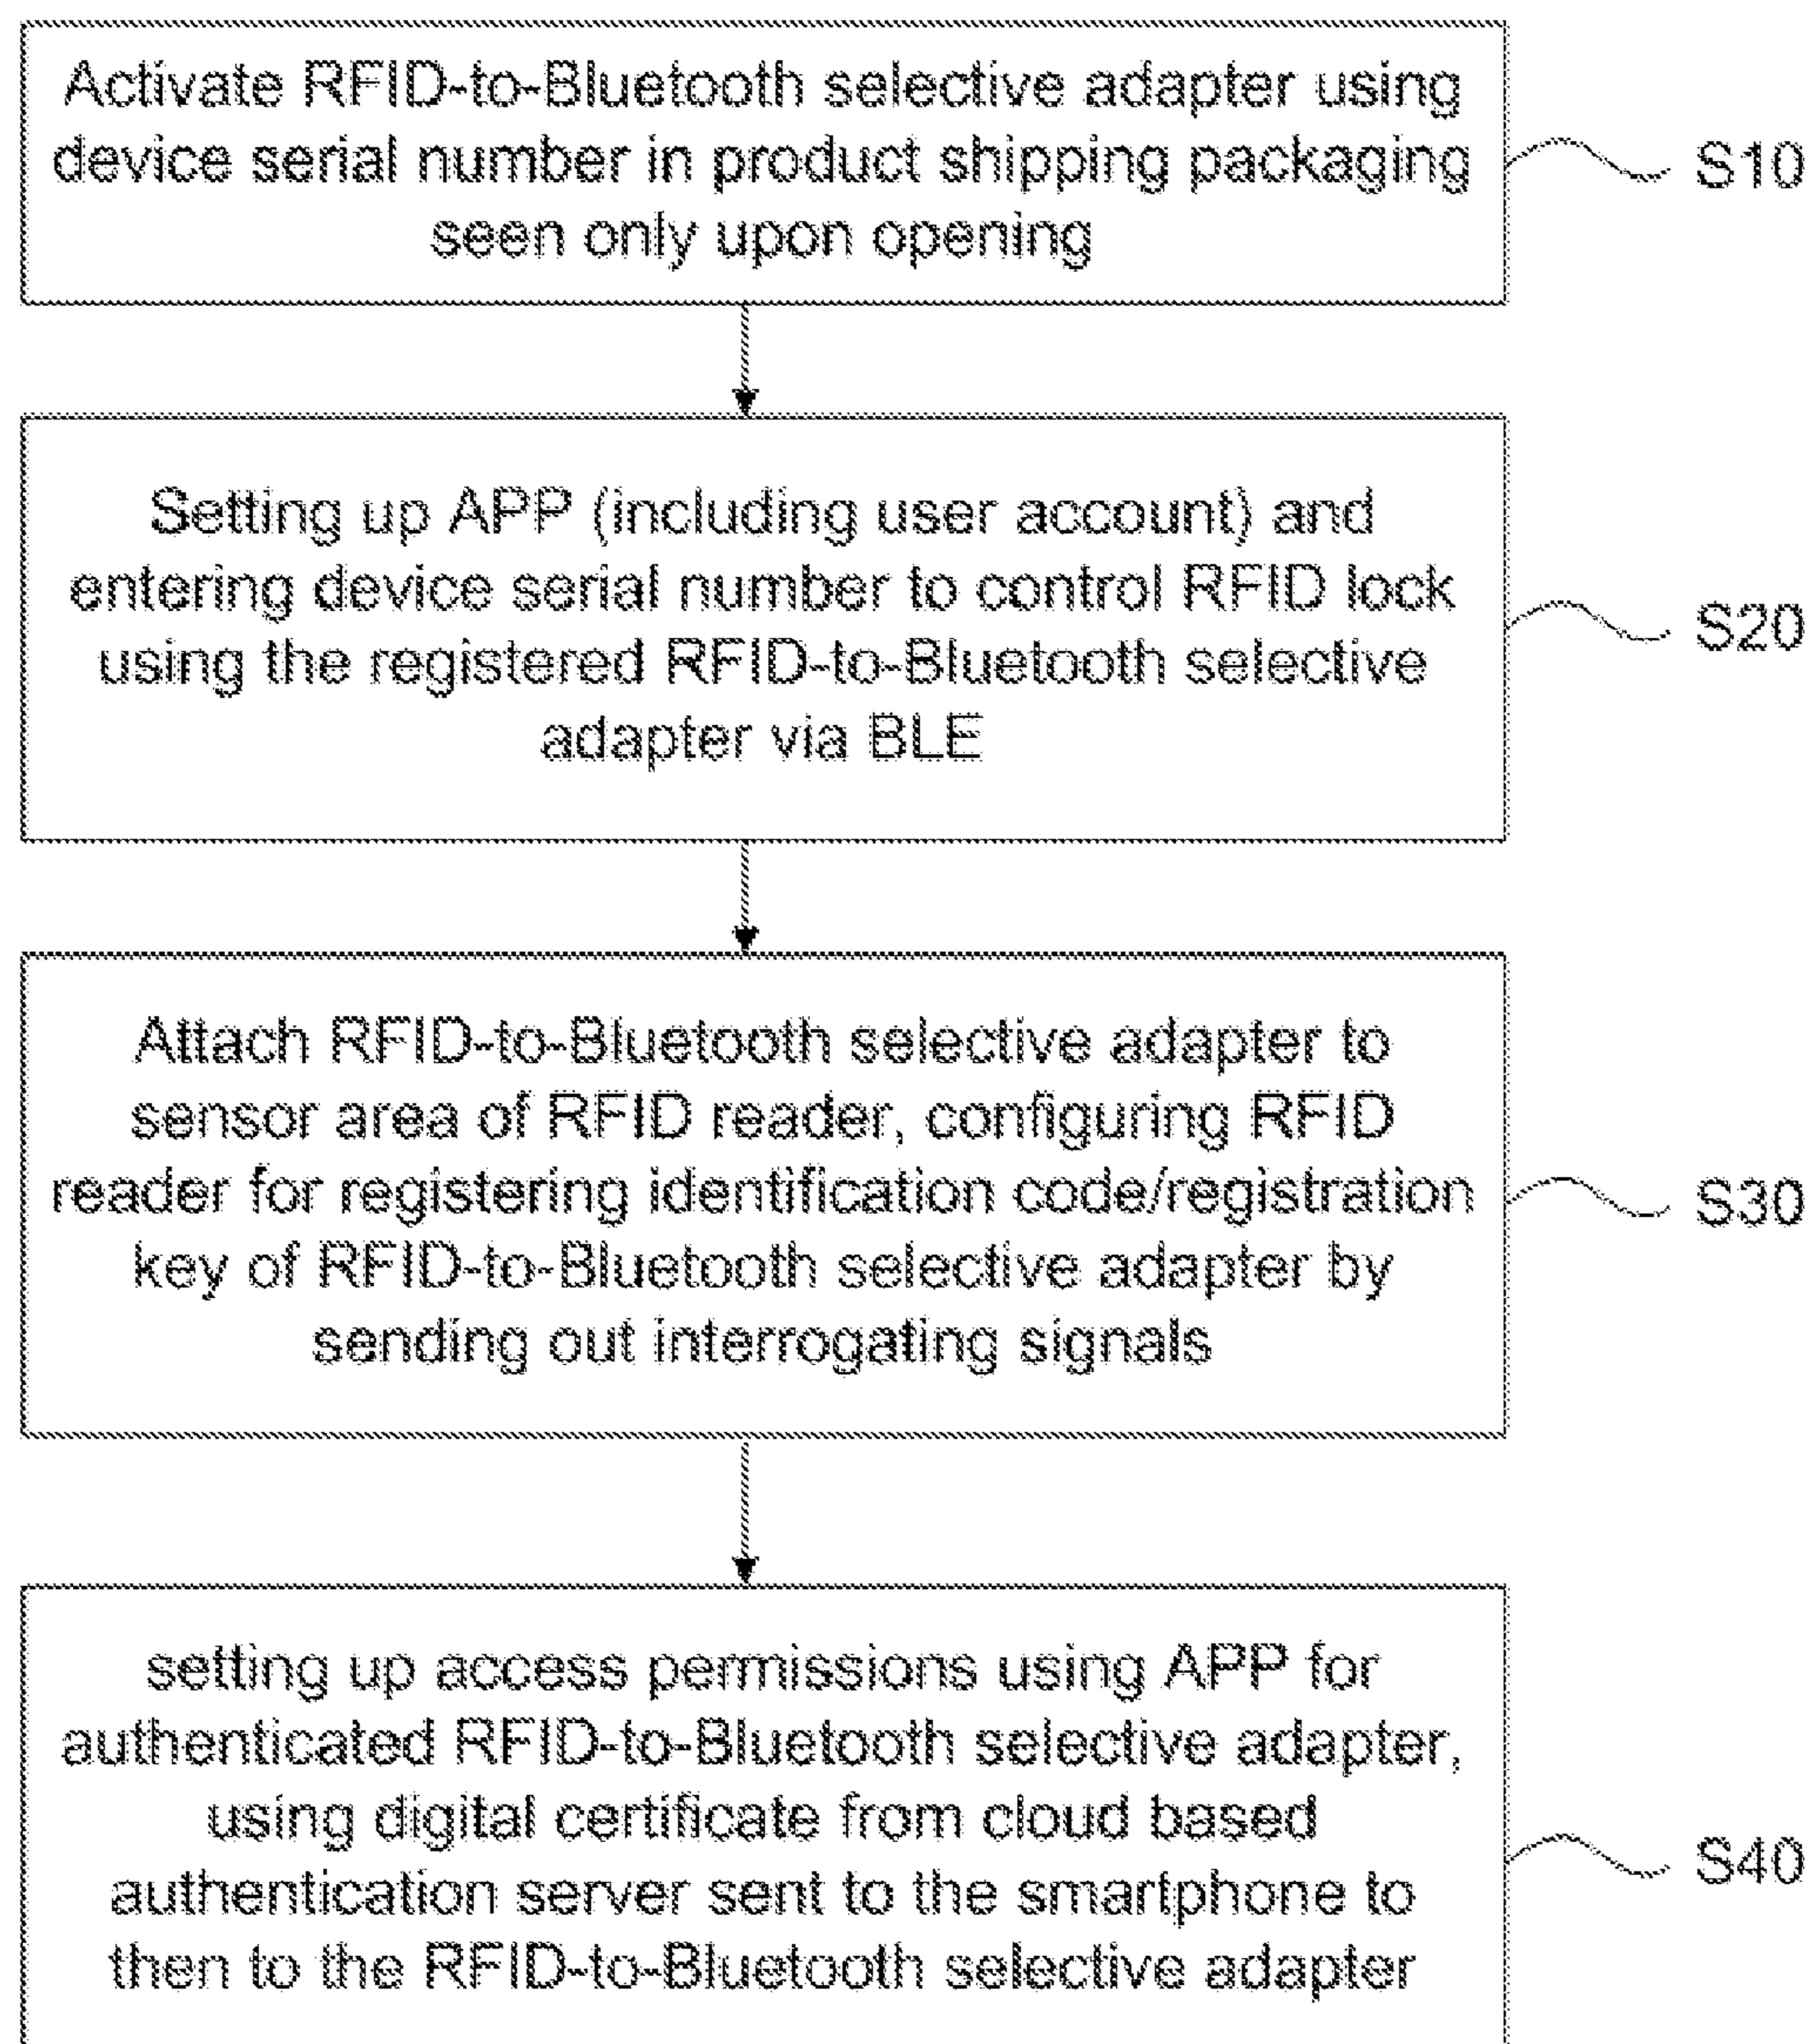 Activate RFID-to-Bluetooth selective adapter using
device serial number in product shipping packaging
seen only upon opening
S10
Setting up APP (including user account) and
entering device serial number to control RFID lock
using the registered RFID-to-Bluetooth selective
adapter via BLE
S20
Attach RFID-to-Bluetooth selective adapter to
sensor area of RFID reader, configuring RFID
reader for registering identification code/registration
key of RFID-to-Bluetooth selective adapter by
sending out interrogating signals
S30
setting up access permissions using APP for
authenticated RFID-to-Bluetooth selective adapter,
using digital certificate from cloud based
authentication server sent to the smartphone to
then to the RFID-to-Bluetooth selective adapter
S40